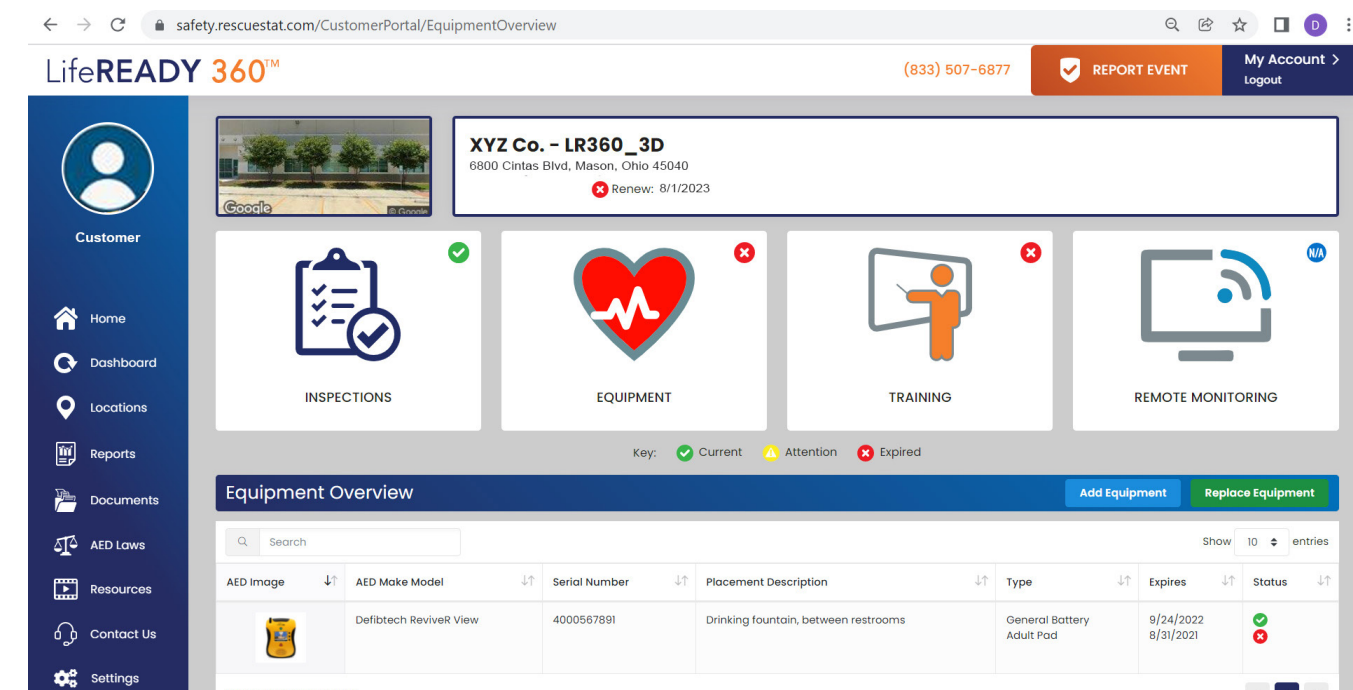 safety.rescuestat.com/CustomerPortal/EquipmentOverview
D
LifeREADY 360™
(833) 507-6877
REPORT EVENT
My Account >
Logout
Google
© Google
XYZ Co. - LR360_3D
6800 Cintas Blvd, Mason, Ohio 45040
Renew: 8/1/2023
Customer
Home
Dashboard
Locations
Reports
Documents
AED Laws
Resources
Contact Us
Settings
INSPECTIONS
EQUIPMENT
TRAINING
N/A
REMOTE MONITORING
Key: Current Attention Expired
Equipment Overview
Add Equipment
Replace Equipment
Search
Show 10 entries
AED Image AED Make Model Serial Number Placement Description Type Expires Status
Defibtech ReviveR View 4000567891 Drinking fountain, between restrooms General Battery 9/24/2022
Adult Pad 8/31/2021